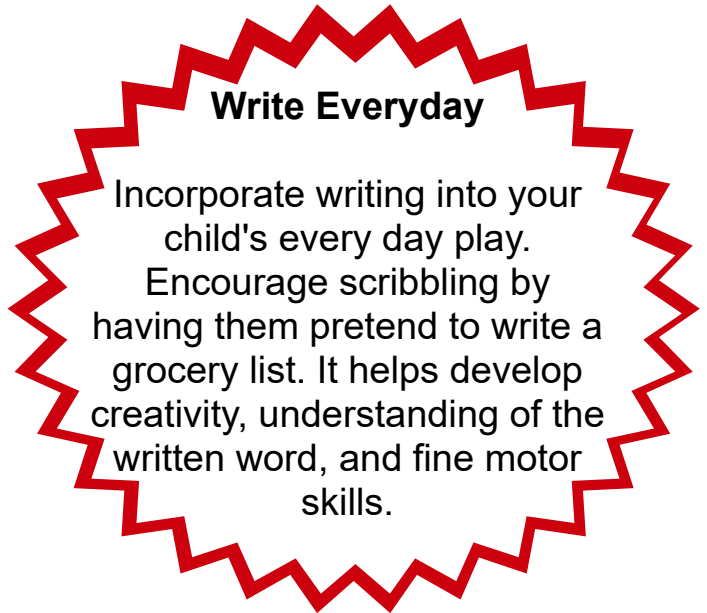 Write Everyday
Incorporate writing into your
child's every day play.
Encourage scribbling by
having them pretend to write a
grocery list. It helps develop
creativity, understanding of the
written word, and fine motor
skills.